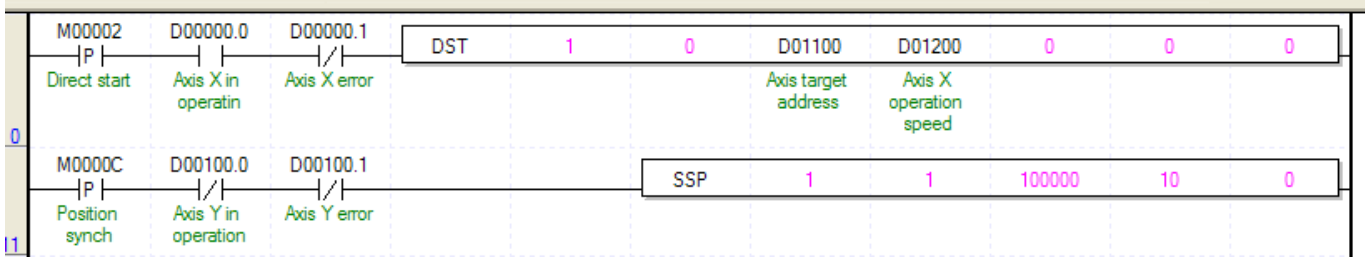 M00002 D00000.0 D00000.1
P DST 1 0 D01100 D01200 0 0 0
Direct start Axis X in Axis X error Axis target Axis X
operatin address operation
speed
0
M0000C D00100.0 D00100.1
P SSP 1 1 100000 10 0
Position Axis Y in Axis Y error
synch operation
11